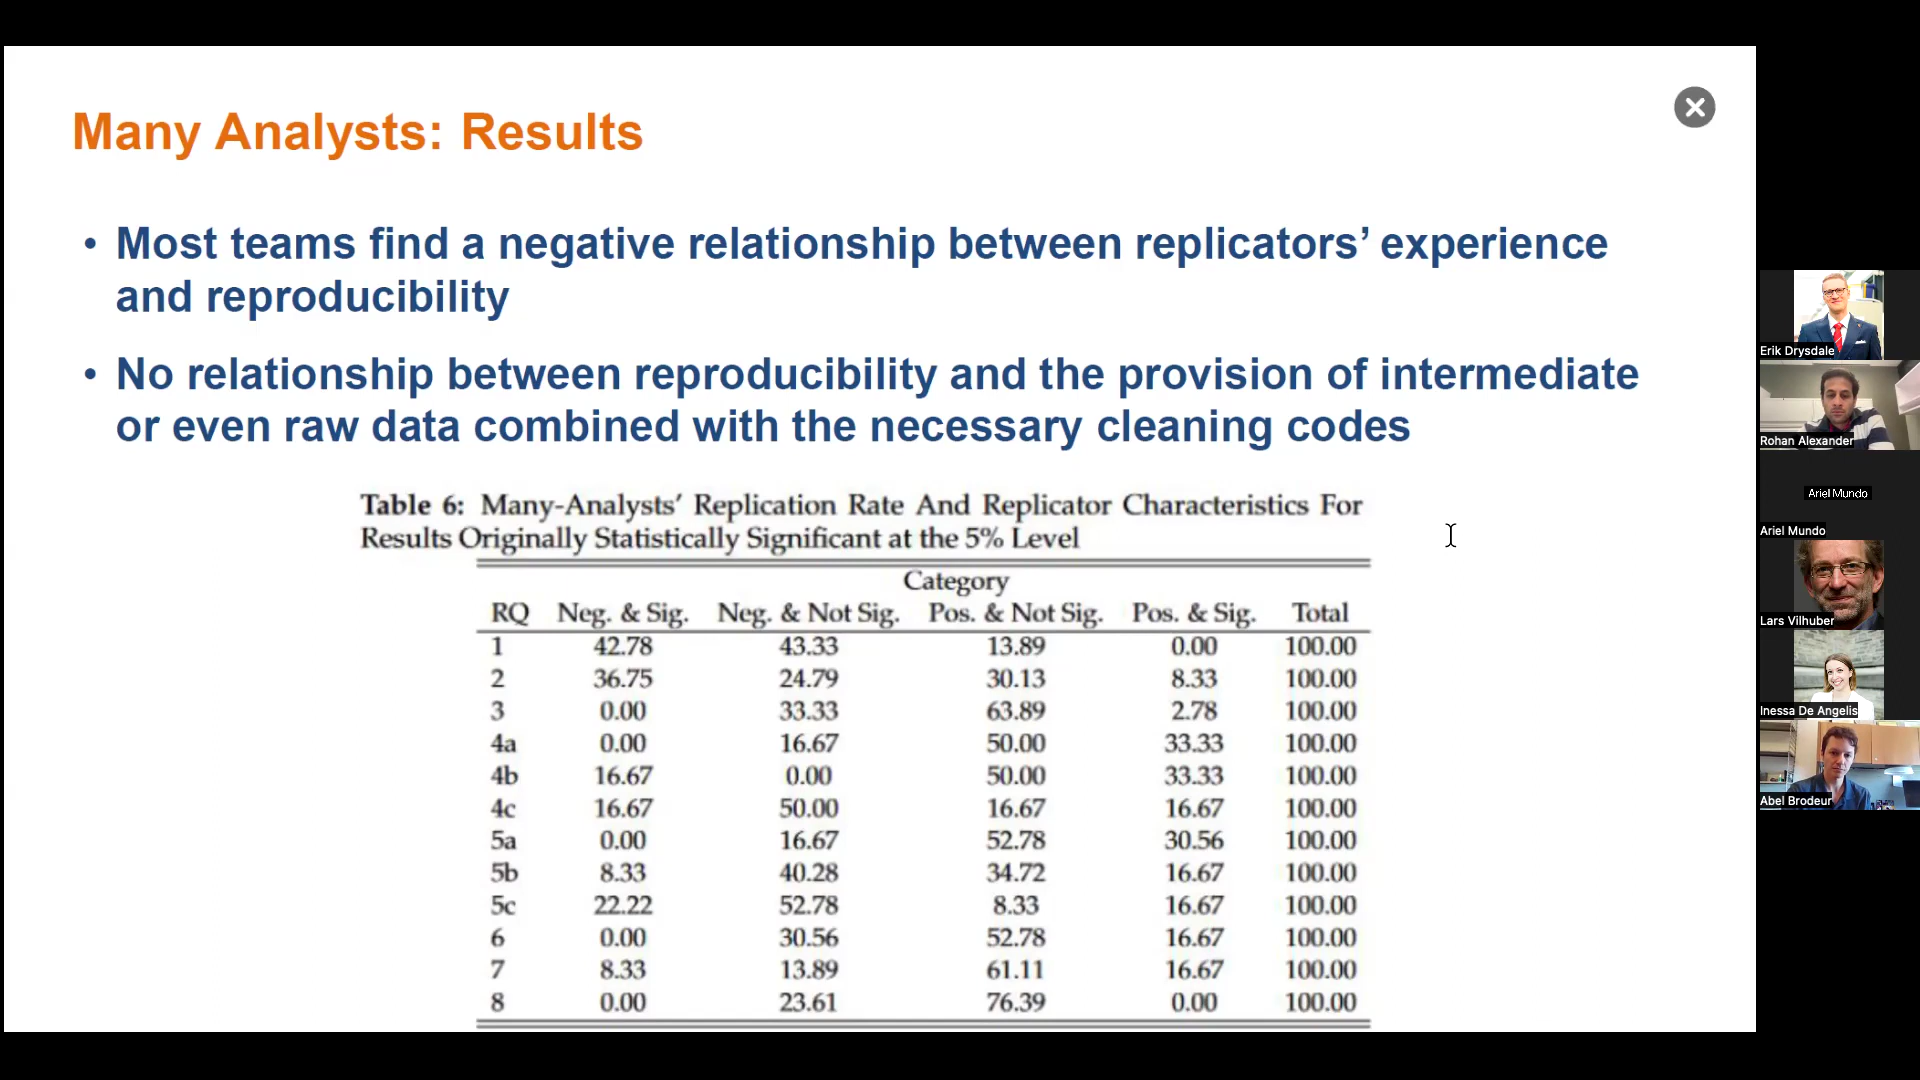 Many Analysts: Results
• Most teams find a negative relationship between replicators’ experience
and reproducibility
• No relationship between reproducibility and the provision of intermediate
or even raw data combined with the necessary cleaning codes
Table 6: Many-Analysts’ Replication Rate And Replicator Characteristics For
Results Originally Statistically Significant at the 5% Level
Category
RQ Neg. & Sig. Neg. & Not Sig. Pos. & Not Sig. Pos. & Sig. Total
1 42.78 43.33 13.89 0.00 100.00
2 36.75 24.79 30.13 8.33 100.00
3 0.00 33.33 63.89 2.78 100.00
4a 0.00 16.67 50.00 33.33 100.00
4b 16.67 0.00 50.00 33.33 100.00
4c 16.67 50.00 16.67 16.67 100.00
5a 0.00 16.67 52.78 30.56 100.00
5b 8.33 40.28 34.72 16.67 100.00
5c 22.22 52.78 8.33 16.67 100.00
6 0.00 30.56 52.78 16.67 100.00
7 8.33 13.89 61.11 16.67 100.00
8 0.00 23.61 76.39 0.00 100.00
Erik Drysdale
Rohan Alexander
Ariel Mundo
Ariel Mundo
Lars Vilhuber
Inessa De Angelis
Abel Brodeur